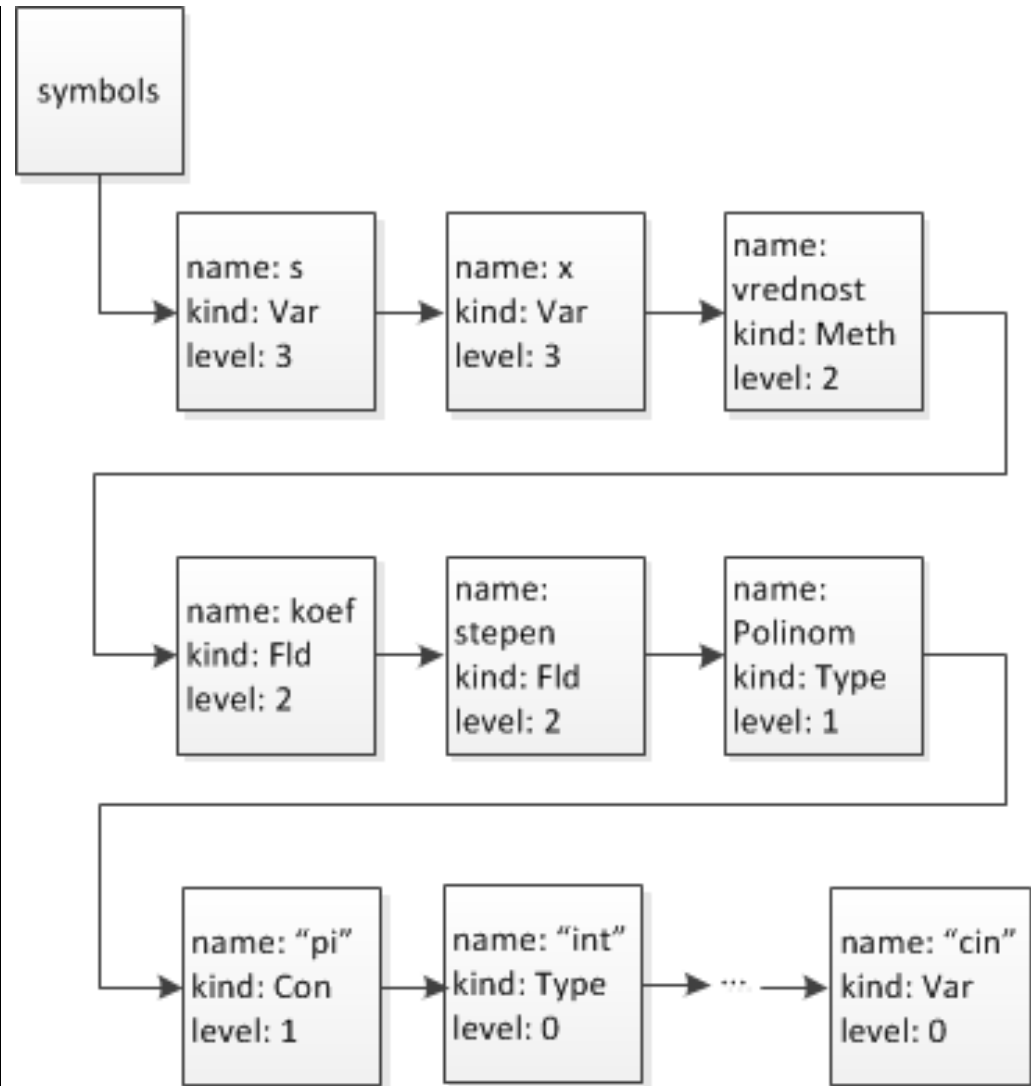 symbols
name: s
kind: Var
level: 3
name: x
kind: Var
level: 3
name:
vrednost
kind: Meth
level: 2
name: koef
kind: Fld
level: 2
name:
stepen
kind: Fld
level: 2
name:
Polinom
kind: Type
level: 1
name: “pi”
kind: Con
level: 1
name: “int”
kind: Type
level: 0
...
name: “cin”
kind: Var
level: 0